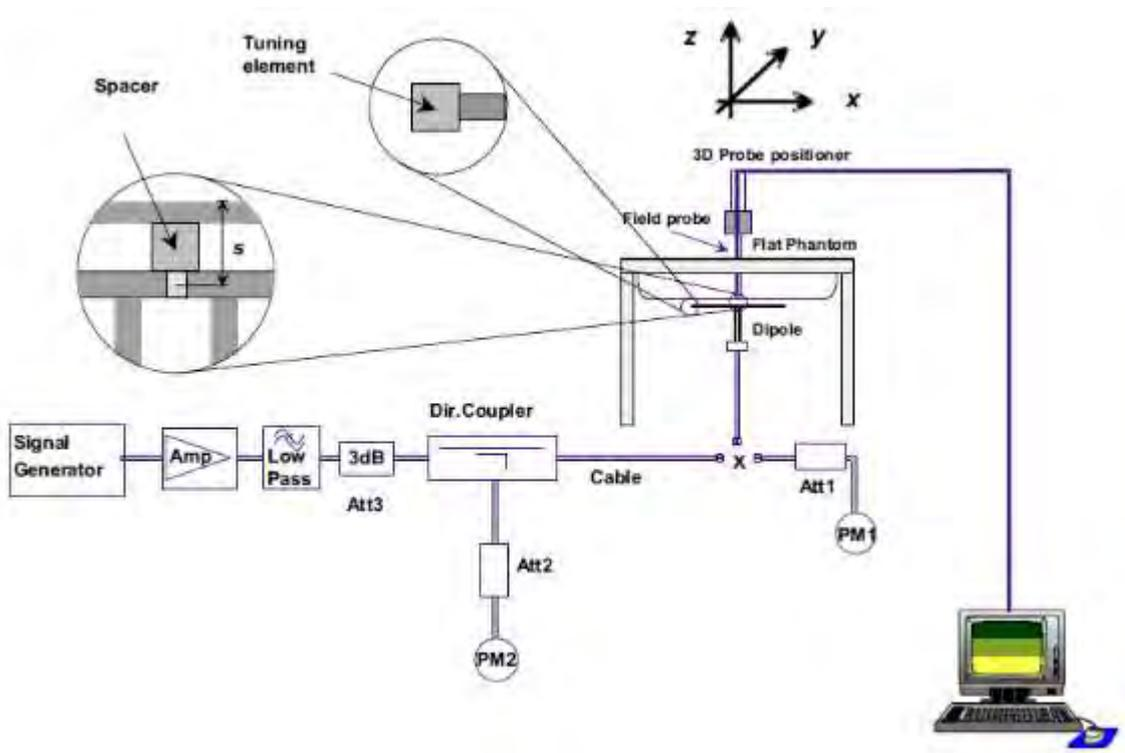 Tuning
element
Spacer
s
z
y
x
3D Probe positioner
Field probe
Flat Phantom
Dipole
Signal
Generator
Amp
Low
Pass
3dB
Att3
Dir.Coupler
Cable
x
Att1
PM1
Att2
PM2